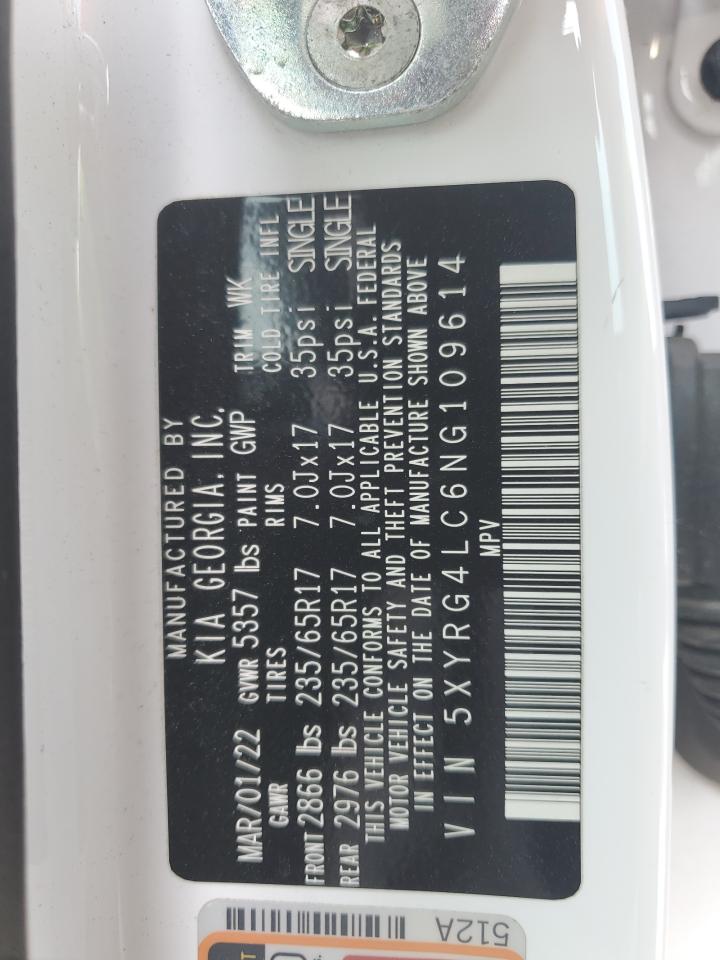 MANUFACTURED BY
KIA GEORGIA, INC.
MAR/01/22 GVWR 5357 lbs PAINT GWP TRIM WK
GAWR TIRES RIMS COLD TIRE INFL
FRONT 2866 lbs 235/65R17 7.0Jx17 35psi SINGLE
REAR 2976 lbs 235/65R17 7.0Jx17 35psi SINGLE
THIS VEHICLE CONFORMS TO ALL APPLICABLE U.S.A. FEDERAL
MOTOR VEHICLE SAFETY AND THEFT PREVENTION STANDARDS
IN EFFECT ON THE DATE OF MANUFACTURE SHOWN ABOVE
VIN 5XYRG4LC6NG109614
MPV
512A